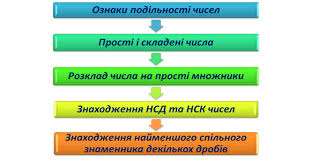 Ознаки подільності чисел
Прості і складені числа
Розклад числа на прості множники
Знаходження НСД та НСК чисел
Знаходження найменшого спільного
знаменника декількох дробів